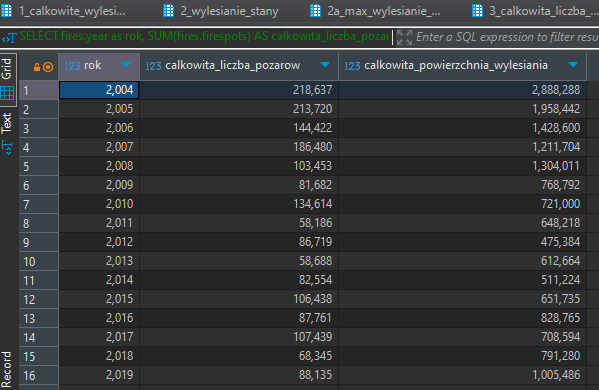 1_calkowite_wylesi... 2_wylesianie_stany 2a_max_wylesianie_... 3_calkowita_liczba_...
SELECT fires.year as rok, SUM(fires.firespots) AS calkowita_liczba_pozar Enter a SQL expression to filter resu
Grid
Text
Record
123 rok 123 calkowita_liczba_pozarow 123 calkowita_powierzchnia_wylesiania
1 2,004 218,637 2,888,288
2 2,005 213,720 1,958,442
3 2,006 144,422 1,428,600
4 2,007 186,480 1,211,704
5 2,008 103,453 1,304,011
6 2,009 81,682 768,792
7 2,010 134,614 721,000
8 2,011 58,186 648,218
9 2,012 86,719 475,384
10 2,013 58,688 612,664
11 2,014 82,554 511,224
12 2,015 106,438 651,735
13 2,016 87,761 828,765
14 2,017 107,439 708,594
15 2,018 68,345 791,280
16 2,019 88,135 1,005,486